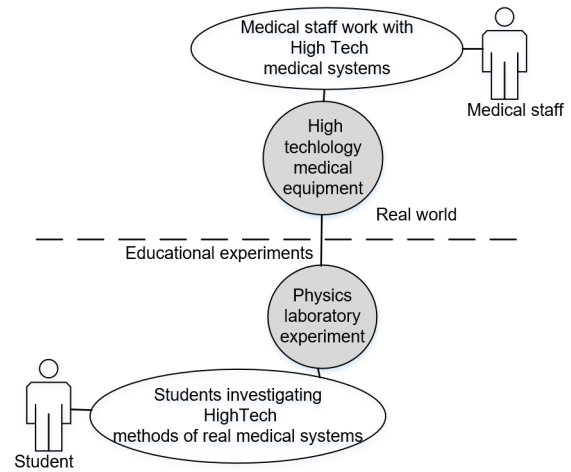 Medical staff work with
High Tech
medical systems
Medical staff
High
techlology
medical
equipment
Real world
Educational experiments
Physics
laboratory
experiment
Students investigating
HighTech
methods of real medical systems
Student